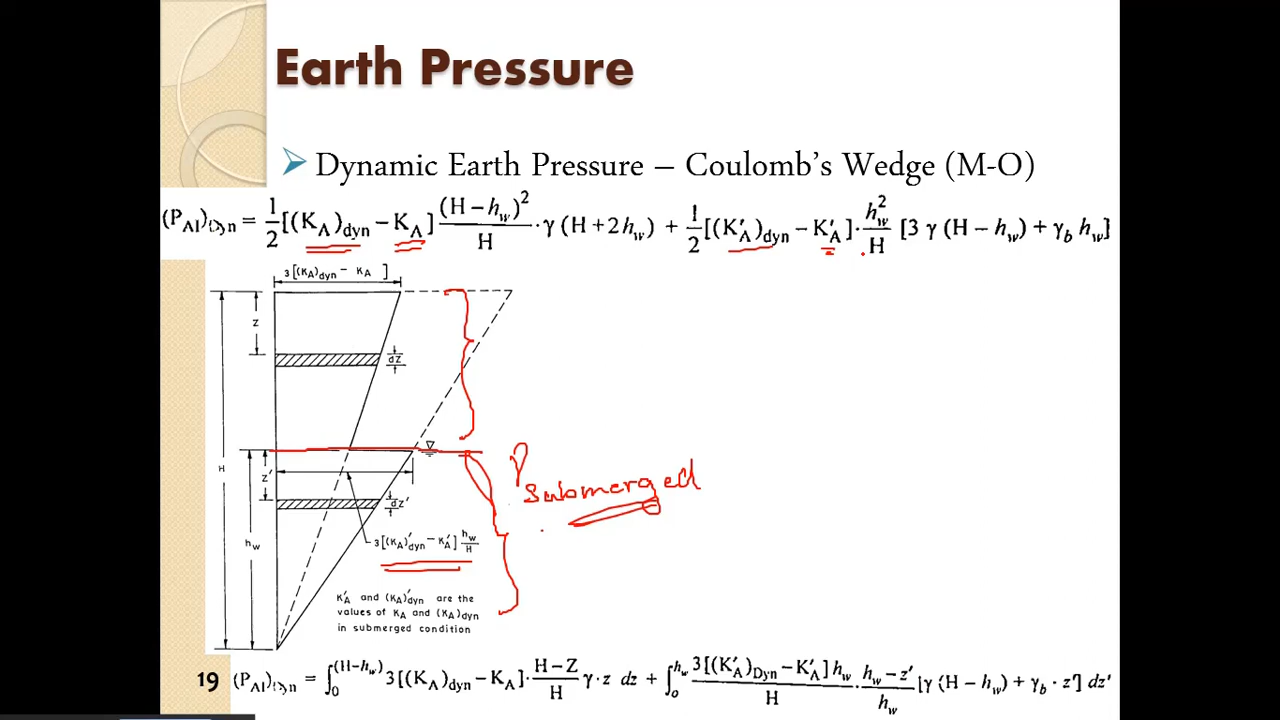 Earth Pressure
Dynamic Earth Pressure – Coulomb's Wedge (M-O)
(P_AI)_Dyn = 1/2 [(K_A)_dyn − K_A] (H − h_w)²/H · γ (H + 2h_w) + 1/2 [(K′_A)_dyn − K′_A] · h_w²/H [3 γ (H − h_w) + γ_b h_w]
3[(K_A)_dyn − K_A ]
Z
dz
H
z′
dz′
h_w
3[(K_A)′_dyn − K′_A] h_w/H
γ submerged
K′_A and (K_A)′_dyn are the
values of K_A and (K_A)_dyn
in submerged condition
19
(P_AI)_Dyn = ∫_0^(H−h_w) 3[(K_A)_dyn − K_A] · H−Z/H γ · z dz + ∫_o^h_w 3[(K′_A)_Dyn − K′_A] h_w/H · h_w − z′/h_w [γ (H − h_w) + γ_b · z′] dz′